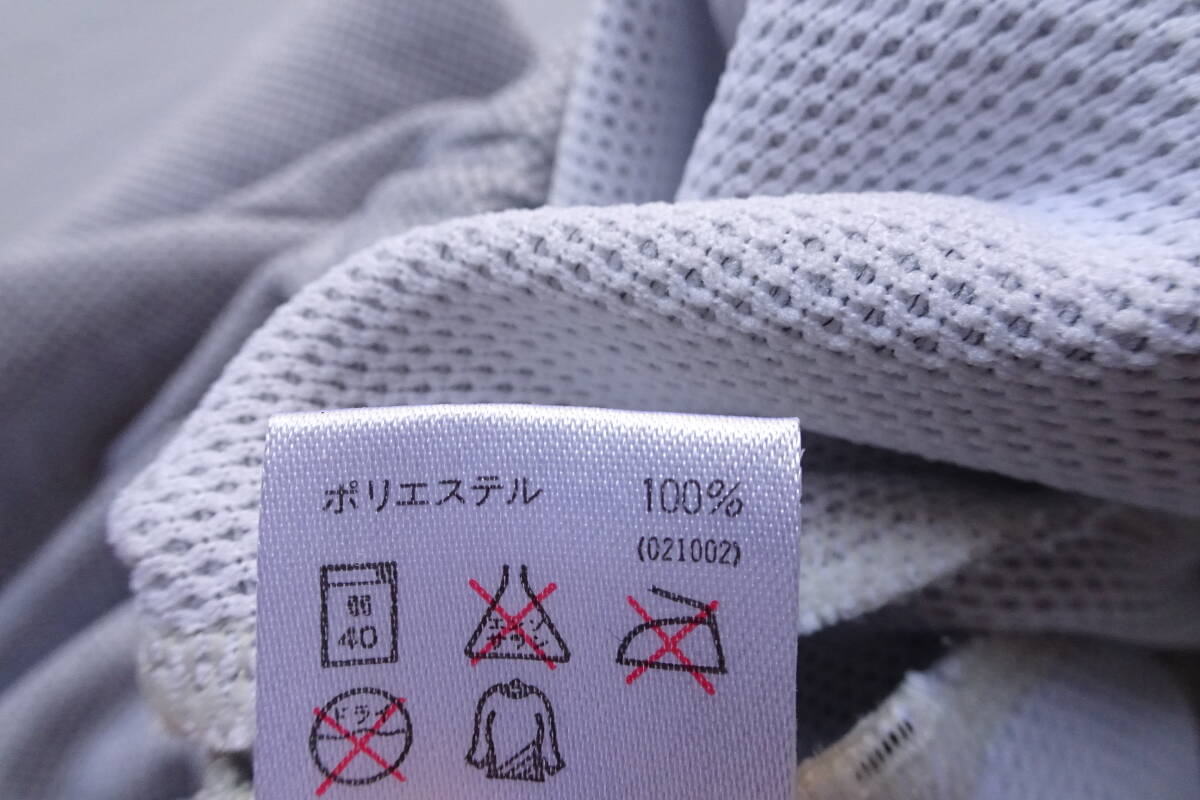 ポリエステル 100%
(021002)
弱
40
エンソ
サラシ
ドライ